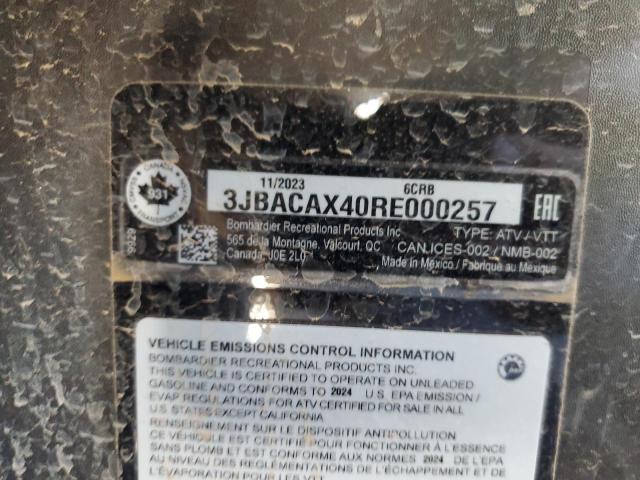 CANADA
331
TRANSPORT
11/2023 6CRB
3JBACAX40RE000257
EAC
9929
Bombardier Recreational Products Inc
565 de la Montagne, Valcourt, QC
Canada, J0E 2L0
TYPE: ATV / VTT
CAN ICES-002 / NMB-002
Made in México / Fabriqué au Mexique
VEHICLE EMISSIONS CONTROL INFORMATION
BOMBARDIER RECREATIONAL PRODUCTS INC.
THIS VEHICLE IS CERTIFIED TO OPERATE ON UNLEADED
GASOLINE AND CONFORMS TO 2024 U.S. EPA EMISSION /
EVAP REGULATIONS FOR ATV CERTIFIED FOR SALE IN ALL
U.S. STATES EXCEPT CALIFORNIA
RENSEIGNEMENT SUR LE DISPOSITIF ANTIPOLLUTION
CE VÉHICULE EST CERTIFIÉ POUR FONCTIONNER À L'ESSENCE
SANS PLOMB ET CONFORME AUX NORMES 2024 DE L'EPA
AU NIVEAU DES RÉGLEMENTATIONS DE L'ÉCHAPPEMENT ET DE
L'ÉVAPORATION POUR LES VTT